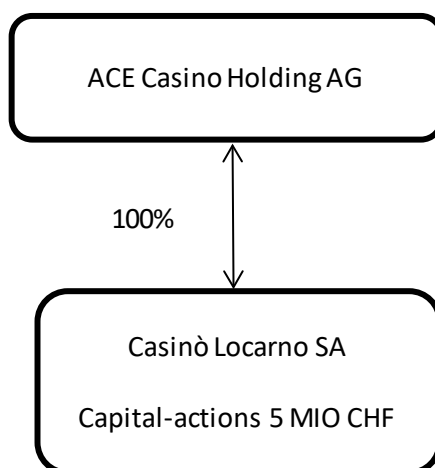 ACE Casino Holding AG
100%
Casinò Locarno SA
Capital-actions 5 MIO CHF